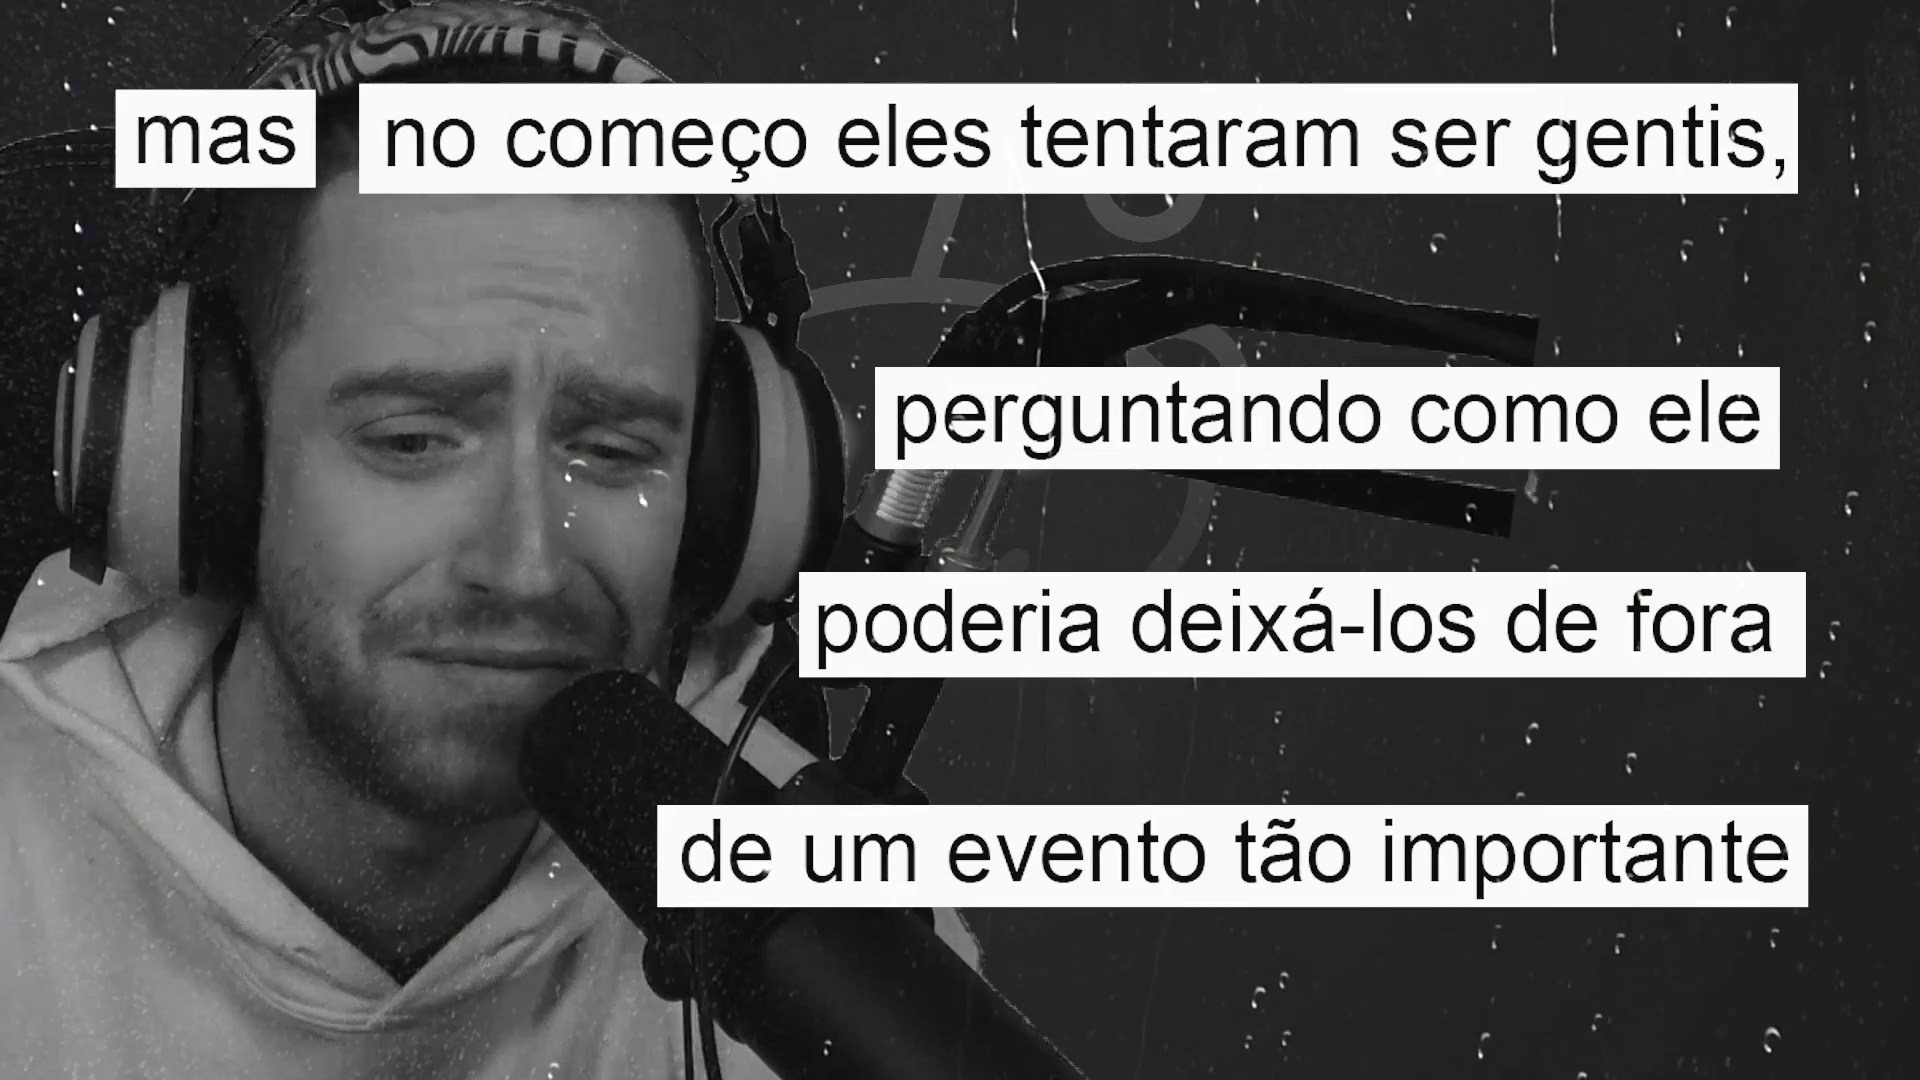 mas no começo eles tentaram ser gentis,
perguntando como ele
poderia deixá-los de fora
de um evento tão importante